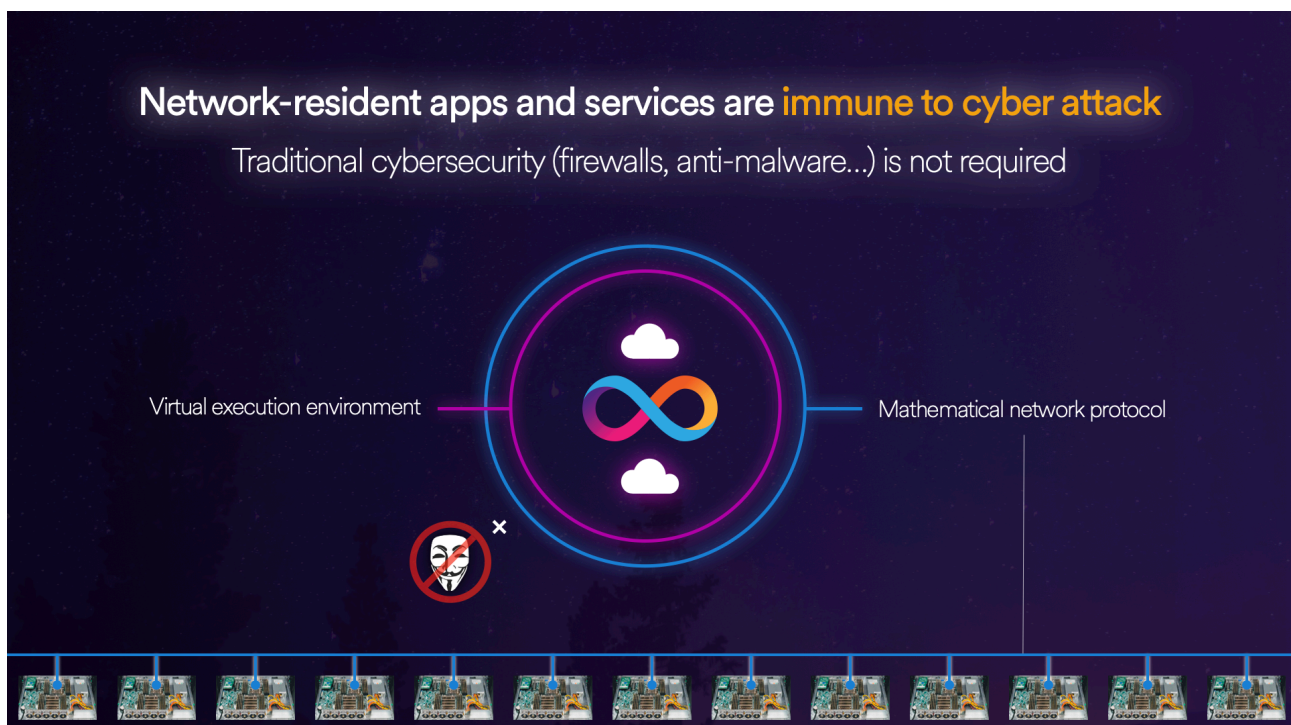 Network-resident apps and services are immune to cyber attack
Traditional cybersecurity (firewalls, anti-malware...) is not required
Virtual execution environment
Mathematical network protocol